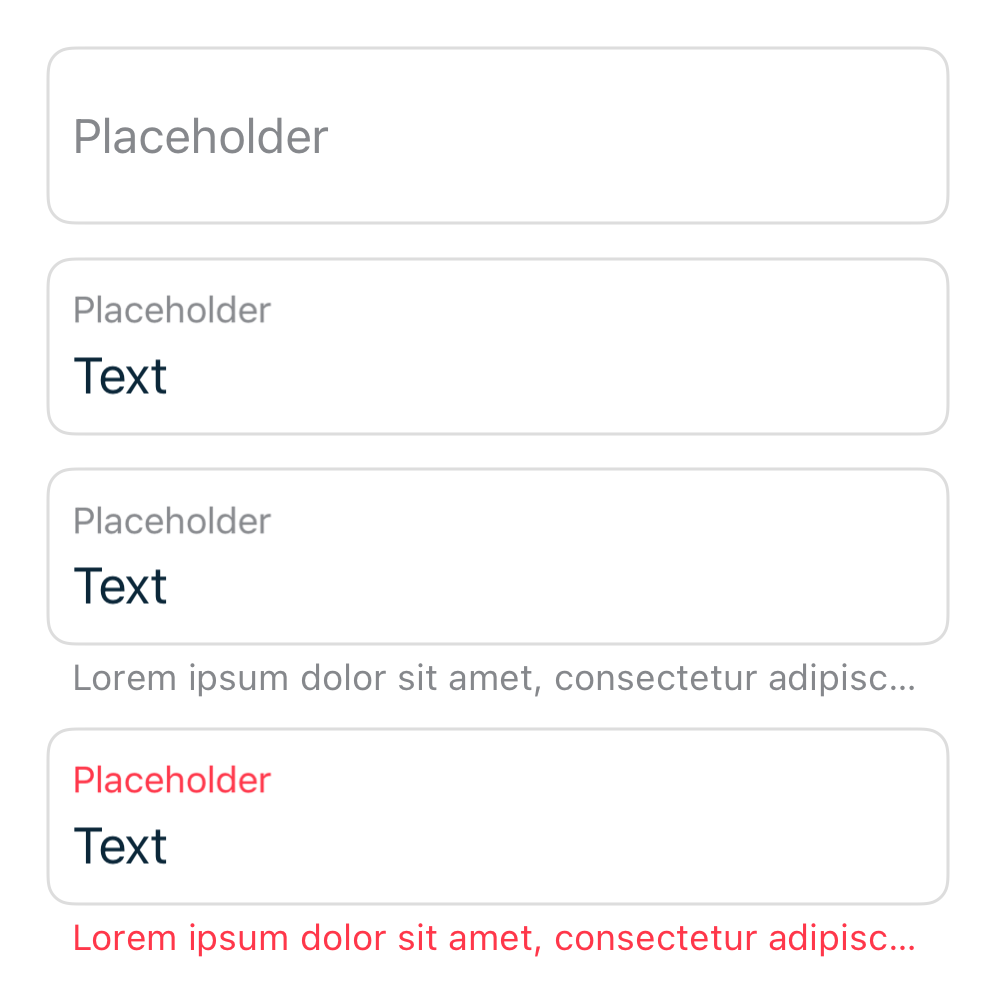 Placeholder
Placeholder
Text
Placeholder
Text
Lorem ipsum dolor sit amet, consectetur adipisc...
Placeholder
Text
Lorem ipsum dolor sit amet, consectetur adipisc...